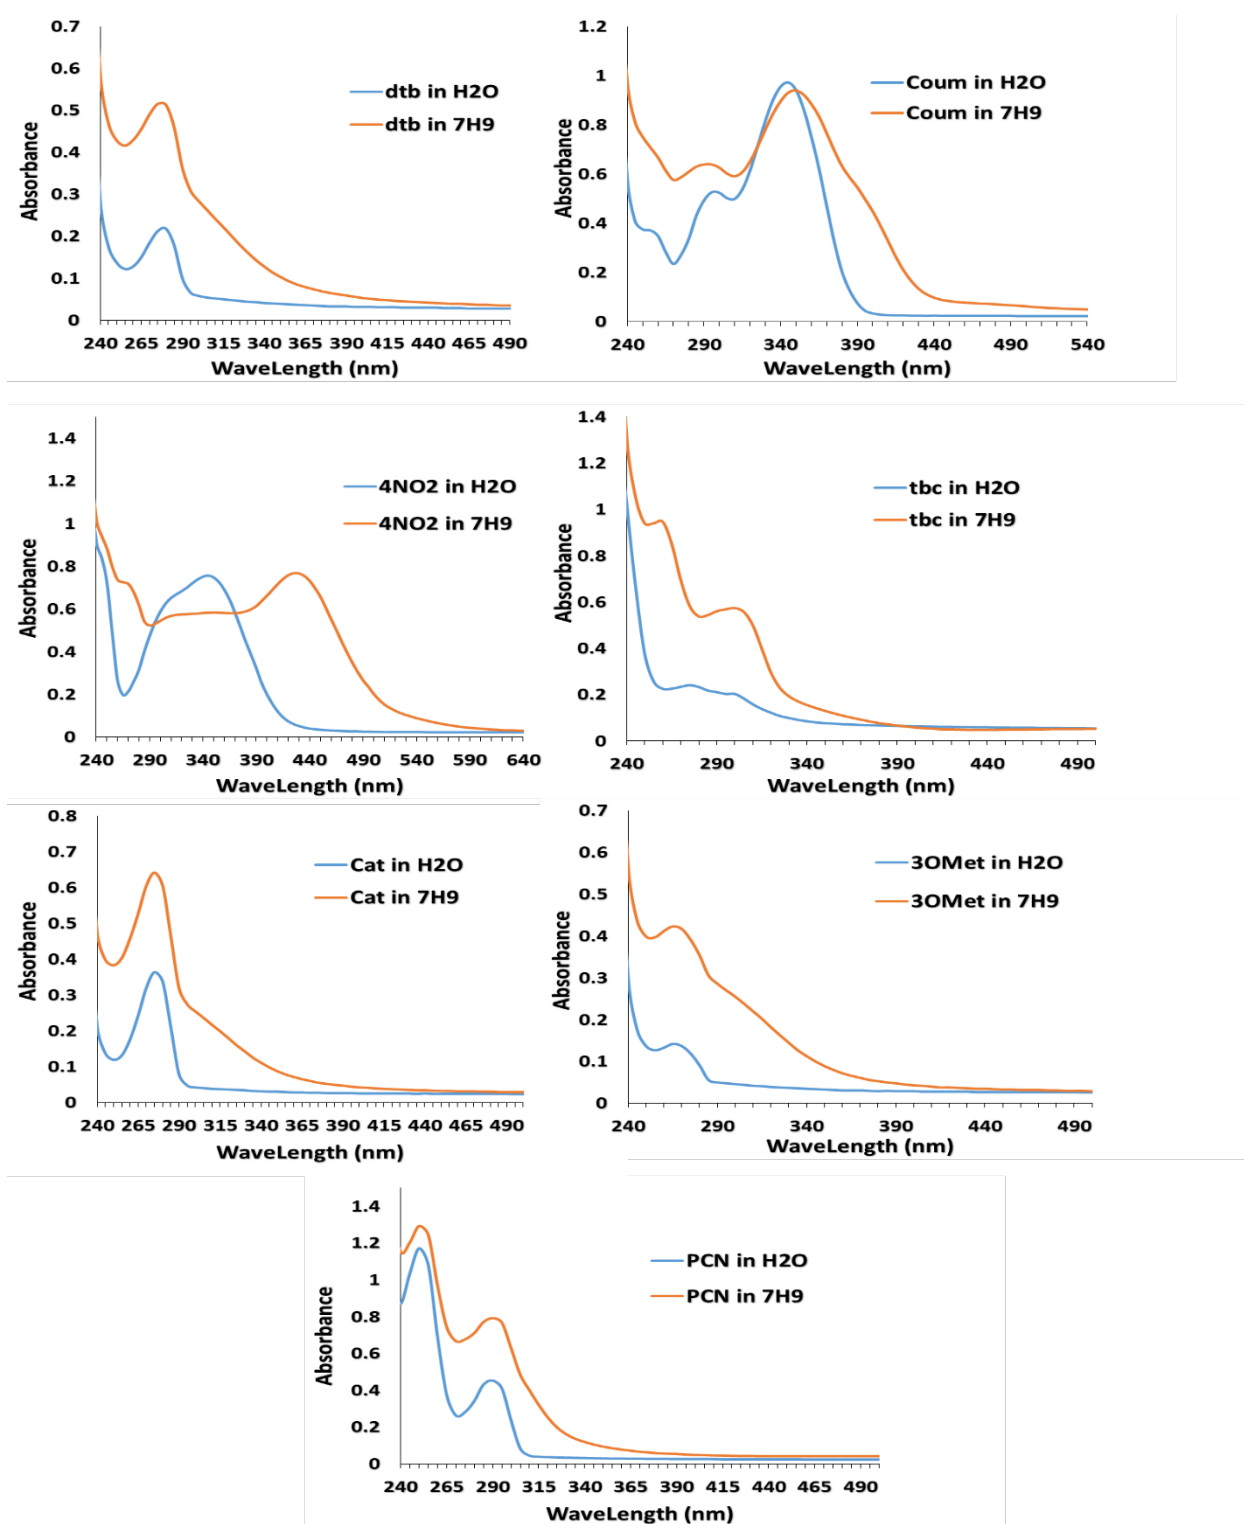 0.7
0.6
0.5
0.4
0.3
0.2
0.1
0
Absorbance
dtb in H2O
dtb in 7H9
240 265 290 315 340 365 390 415 440 465 490
WaveLength (nm)
1.2
1
0.8
0.6
0.4
0.2
0
Absorbance
Coum in H2O
Coum in 7H9
240 290 340 390 440 490 540
WaveLength (nm)
1.4
1.2
1
0.8
0.6
0.4
0.2
0
Absorbance
4NO2 in H2O
4NO2 in 7H9
240 290 340 390 440 490 540 590 640
WaveLength (nm)
1.4
1.2
1
0.8
0.6
0.4
0.2
0
Absorbance
tbc in H2O
tbc in 7H9
240 290 340 390 440 490
WaveLength (nm)
0.8
0.7
0.6
0.5
0.4
0.3
0.2
0.1
0
Absorbance
Cat in H2O
Cat in 7H9
240 265 290 315 340 365 390 415 440 465 490
WaveLength (nm)
0.7
0.6
0.5
0.4
0.3
0.2
0.1
0
Absorbance
3OMet in H2O
3OMet in 7H9
240 290 340 390 440 490
WaveLength (nm)
1.4
1.2
1
0.8
0.6
0.4
0.2
0
Absorbance
PCN in H2O
PCN in 7H9
240 265 290 315 340 365 390 415 440 465 490
WaveLength (nm)